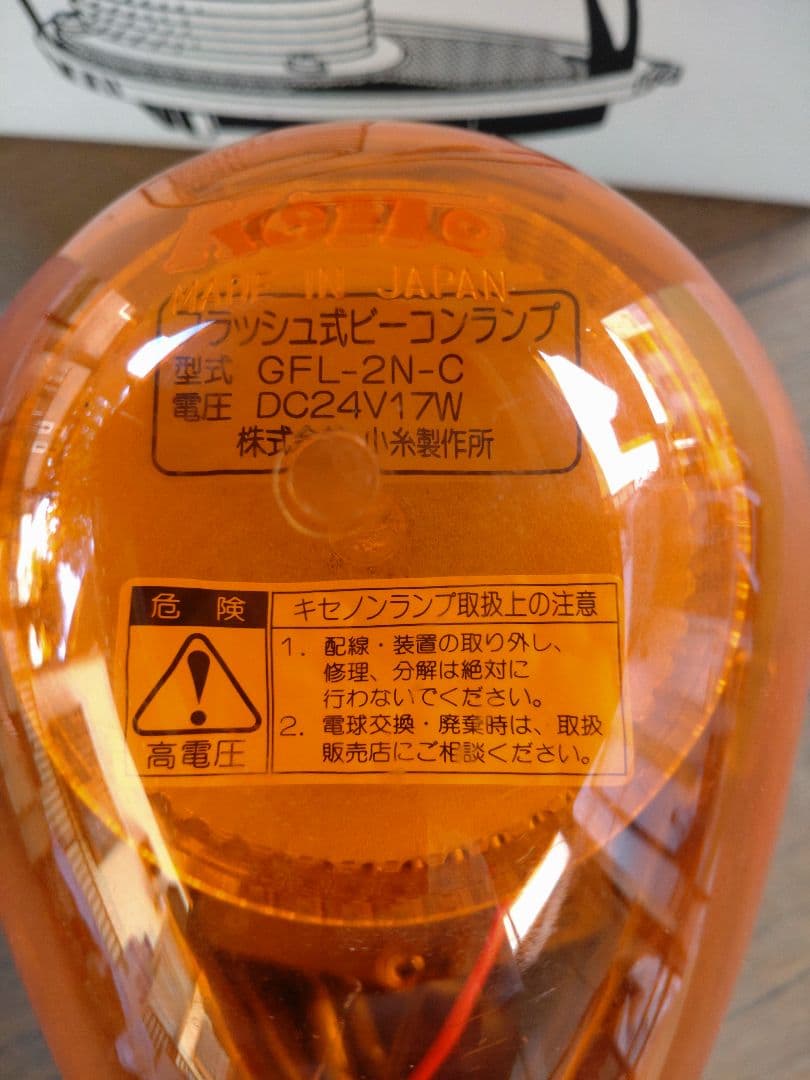 KOITO
MADE IN JAPAN
フラッシュ式ビーコンランプ
型式 GFL-2N-C
電圧 DC24V17W
株式会社 小糸製作所
危険
キセノンランプ取扱上の注意
1. 配線・装置の取り外し、
修理、分解は絶対に
行わないでください。
2. 電球交換・廃棄時は、取扱
販売店にご相談ください。
高電圧